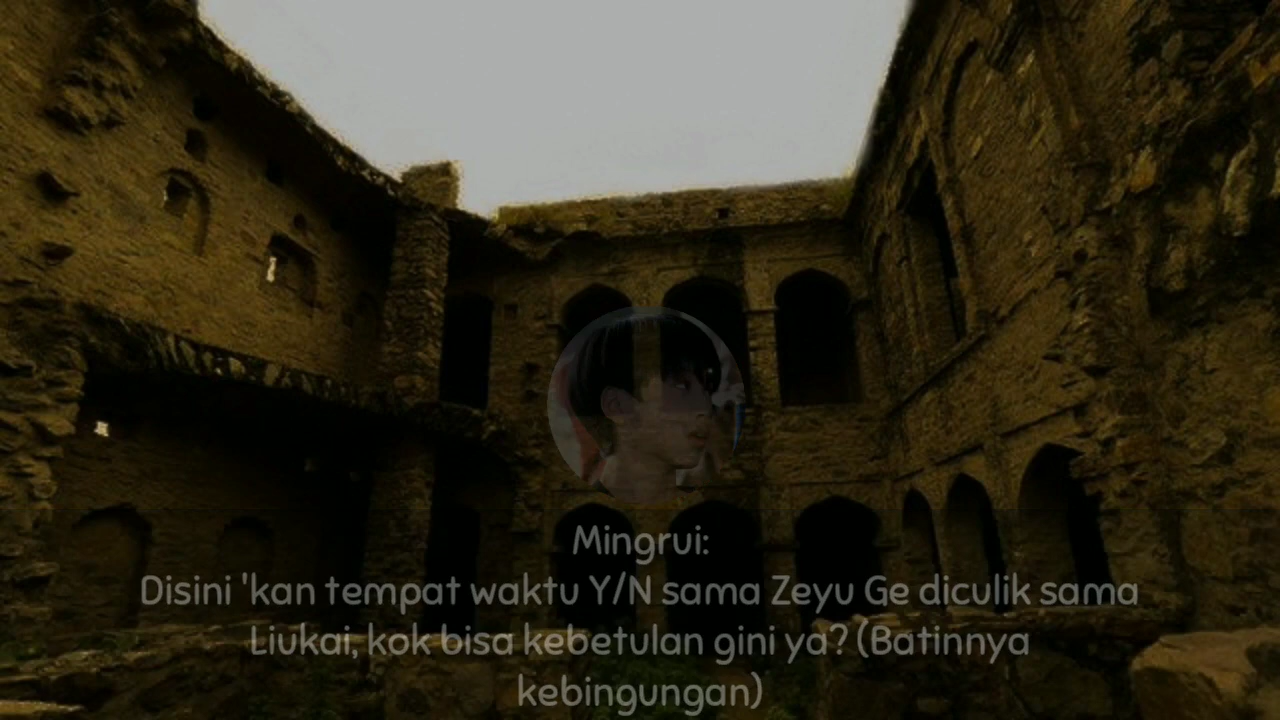 Mingrui:
Disini 'kan tempat waktu Y/N sama Zeyu Ge diculik sama
Liukai, kok bisa kebetulan gini ya? (Batinnya
kebingungan)